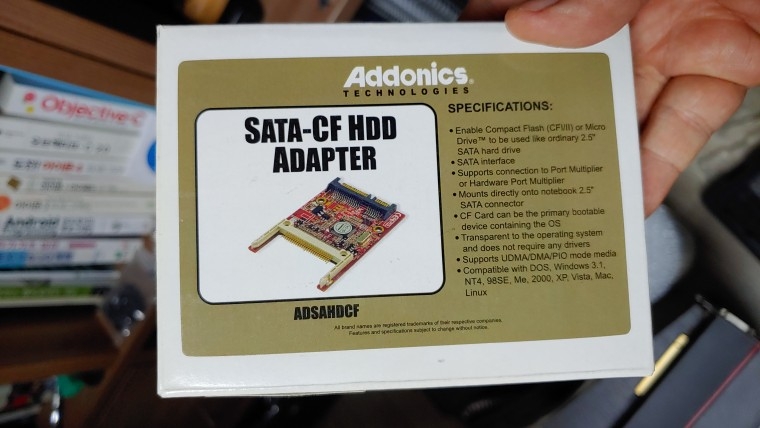 Addonics®
TECHNOLOGIES
SATA-CF HDD
ADAPTER
ADSAHDCF
SPECIFICATIONS:
• Enable Compact Flash (CFI/II) or Micro
Drive™ to be used like ordinary 2.5"
SATA hard drive
• SATA interface
• Supports connection to Port Multiplier
or Hardware Port Multiplier
• Mounts directly onto notebook 2.5"
SATA connector
• CF Card can be the primary bootable
device containing the OS
• Transparent to the operating system
and does not require any drivers
• Supports UDMA/DMA/PIO mode media
• Compatible with DOS, Windows 3.1,
NT4, 98SE, Me, 2000, XP, Vista, Mac,
Linux
All brand names are registered trademarks of their respective companies.
Features and specifications subject to change without notice.
Objective-C
Android